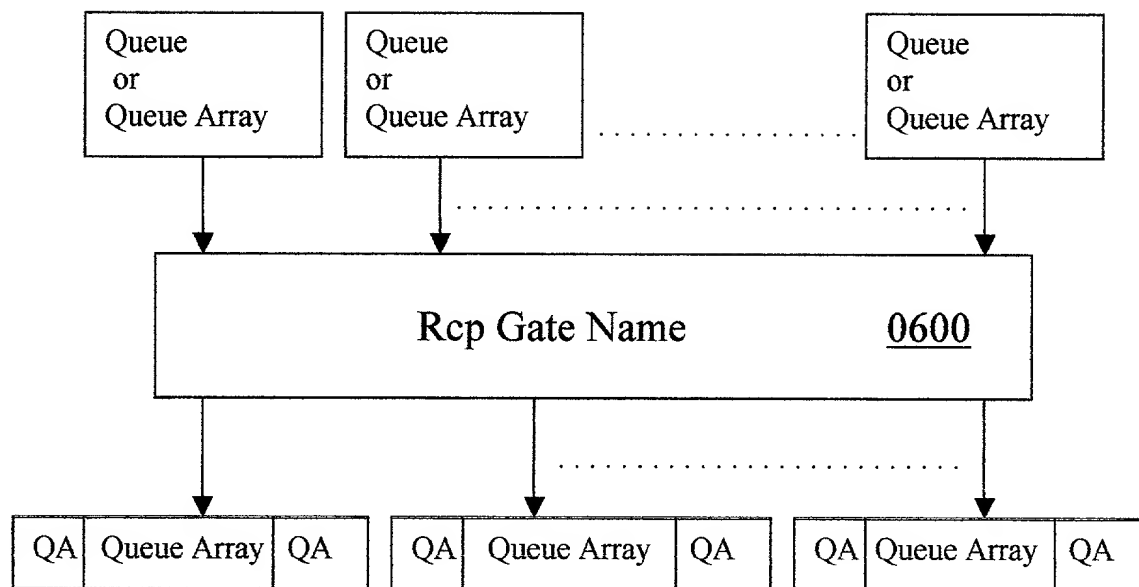 Queue
or
Queue Array
Queue
or
Queue Array
Queue
or
Queue Array
Rcp Gate Name 0600
QA Queue Array QA
QA Queue Array QA
QA Queue Array QA